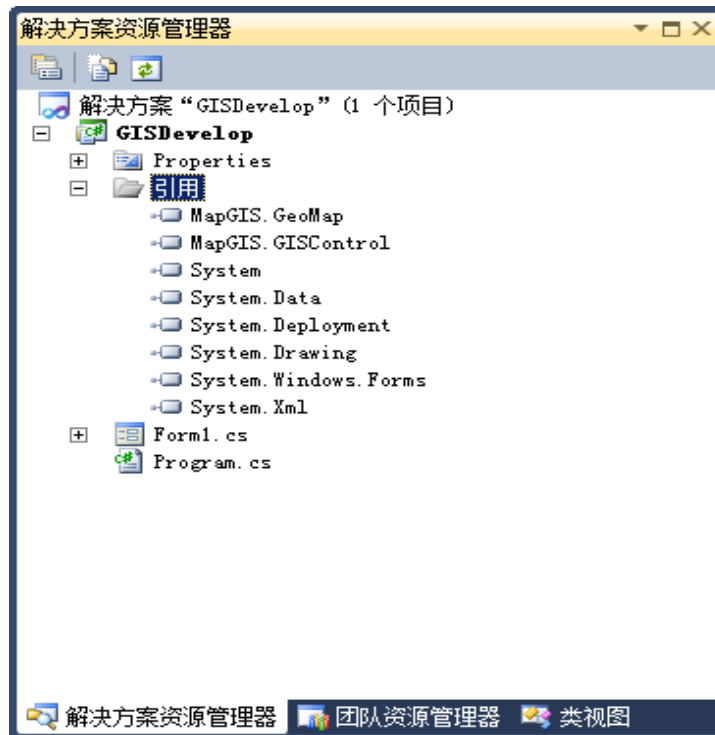 解决方案资源管理器
解决方案“GISDevelop”(1 个项目)
GISDevelop
Properties
引用
MapGIS.GeoMap
MapGIS.GISControl
System
System.Data
System.Deployment
System.Drawing
System.Windows.Forms
System.Xml
Form1.cs
Program.cs
解决方案资源管理器 团队资源管理器 类视图